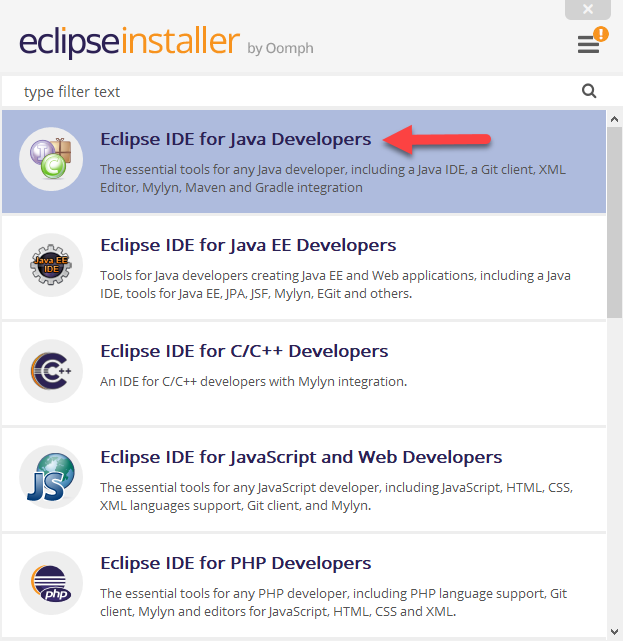 eclipseinstaller by Oomph
!
type filter text
Eclipse IDE for Java Developers
The essential tools for any Java developer, including a Java IDE, a Git client, XML
Editor, Mylyn, Maven and Gradle integration
J
C
Eclipse IDE for Java EE Developers
Java EE
IDE
Tools for Java developers creating Java EE and Web applications, including a Java
IDE, tools for Java EE, JPA, JSF, Mylyn, EGit and others.
Eclipse IDE for C/C++ Developers
C++
An IDE for C/C++ developers with Mylyn integration.
Eclipse IDE for JavaScript and Web Developers
JS
The essential tools for any JavaScript developer, including JavaScript, HTML, CSS,
XML languages support, Git client, and Mylyn.
Eclipse IDE for PHP Developers
php
The essential tools for any PHP developer, including PHP language support, Git
client, Mylyn and editors for JavaScript, HTML, CSS and XML.